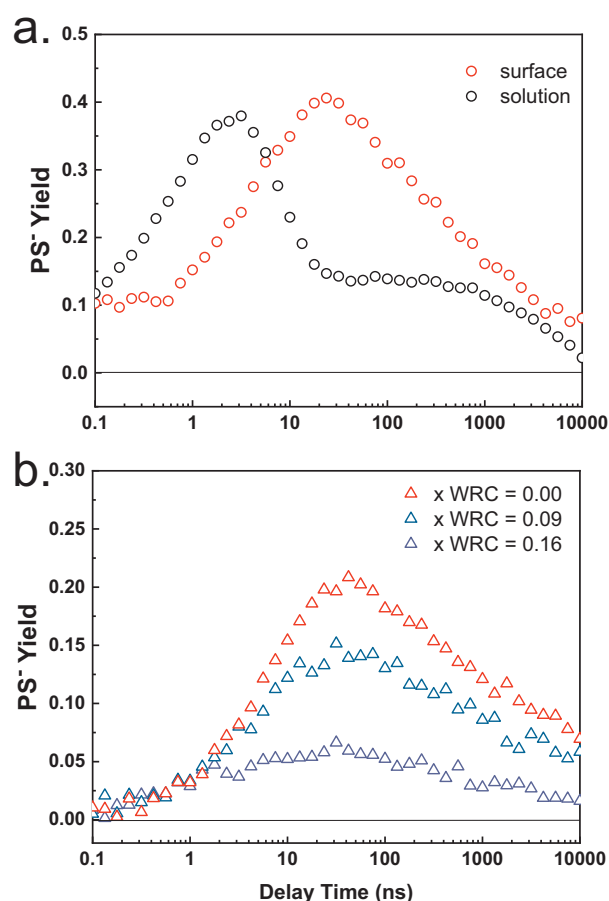 a.
0.5
surface
0.4
solution
0.3
PS⁻ Yield
0.2
0.1
0.0
0.1 1 10 100 1000 10000
b.
0.30
x WRC = 0.00
0.25
x WRC = 0.09
x WRC = 0.16
0.20
PS⁻ Yield
0.15
0.10
0.05
0.00
0.1 1 10 100 1000 10000
Delay Time (ns)